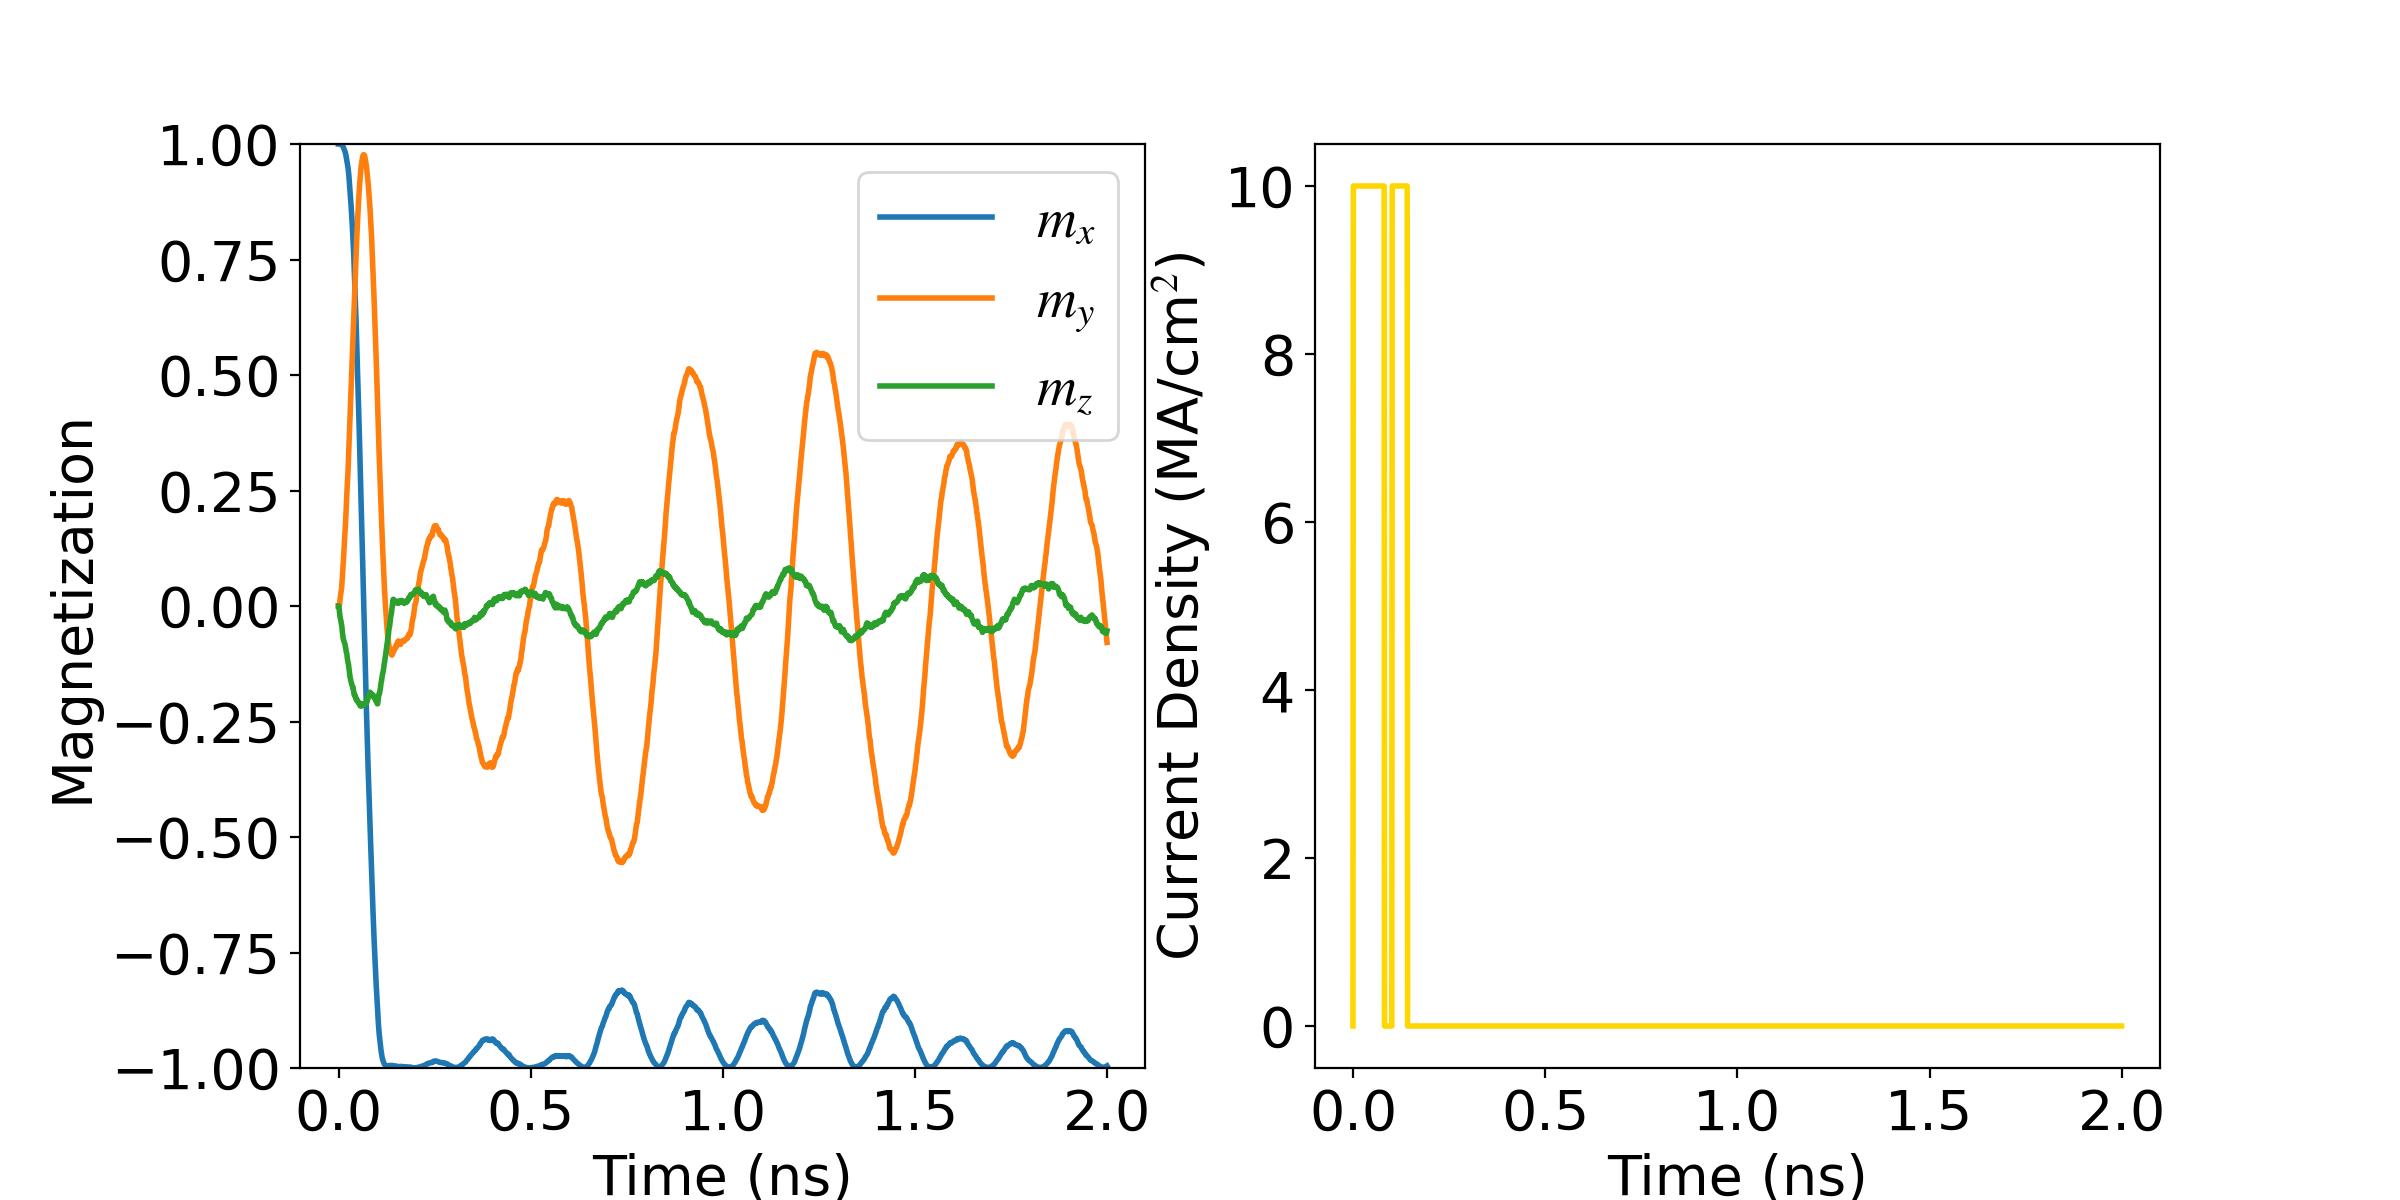 Magnetization
1.00
0.75
0.50
0.25
0.00
−0.25
−0.50
−0.75
−1.00
0.0 0.5 1.0 1.5 2.0
Time (ns)
m_x
m_y
m_z
Current Density (MA/cm²)
10
8
6
4
2
0
0.0 0.5 1.0 1.5 2.0
Time (ns)